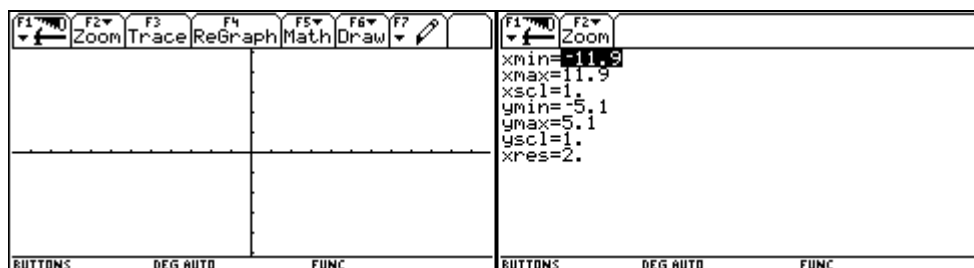 F1 F2 F3 F4 F5 F6 F7
Zoom Trace ReGraph Math Draw
BUTTONS DEG AUTO FUNC
F1 F2
Zoom
xmin=-11.9
xmax=11.9
xscl=1.
ymin=-5.1
ymax=5.1
yscl=1.
xres=2.
BUTTONS DEG AUTO FUNC